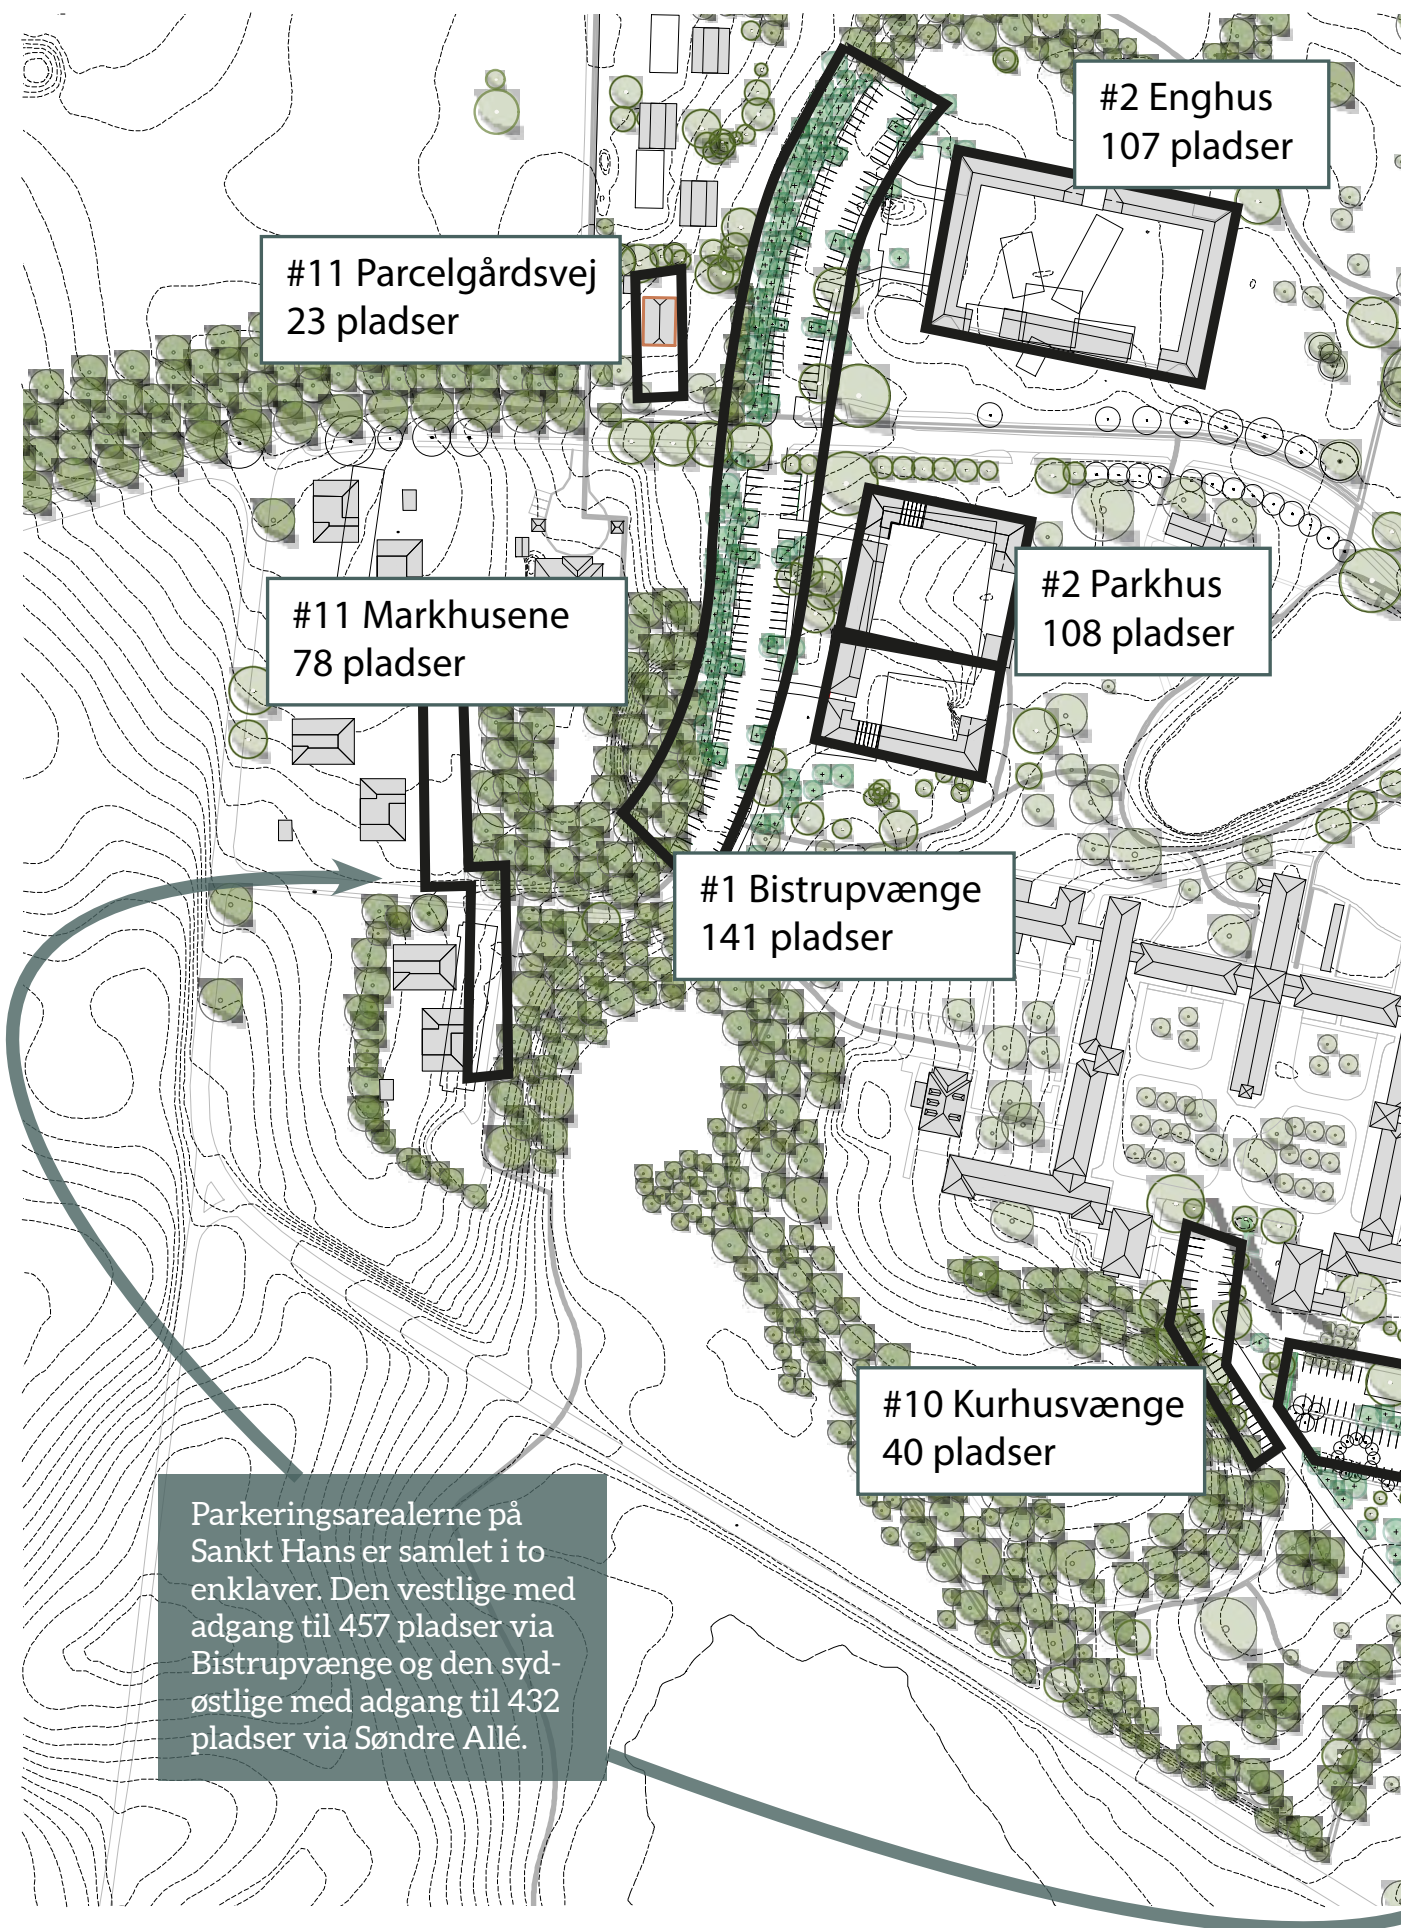 #2 Enghus
107 pladser
#11 Parcelgårdsvej
23 pladser
#2 Parkhus
108 pladser
#11 Markhusene
78 pladser
#1 Bistrupvænge
141 pladser
#10 Kurhusvænge
40 pladser
Parkeringsarealerne på
Sankt Hans er samlet i to
enklaver. Den vestlige med
adgang til 457 pladser via
Bistrupvænge og den syd-
østlige med adgang til 432
pladser via Søndre Allé.